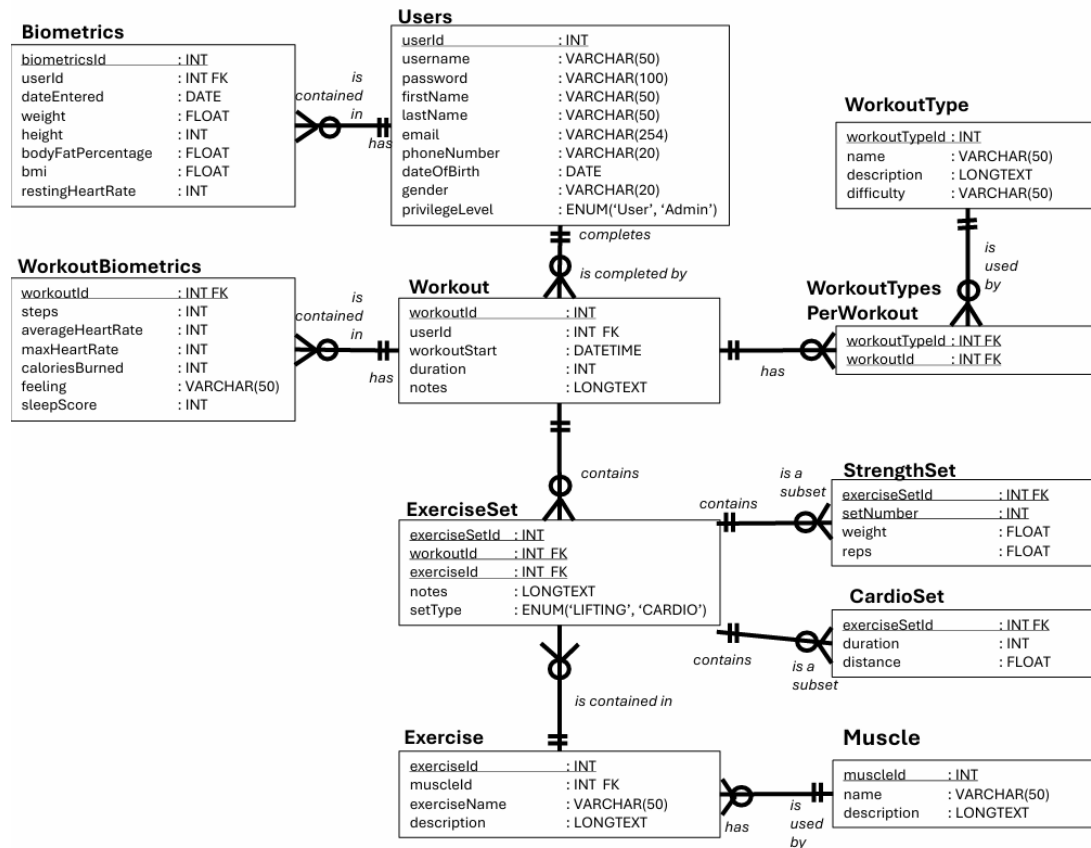 Biometrics
biometricsId : INT
userId : INT FK
dateEntered : DATE
weight : FLOAT
height : INT
bodyFatPercentage : FLOAT
bmi : FLOAT
restingHeartRate : INT
is
contained
in
has
Users
userId : INT
username : VARCHAR(50)
password : VARCHAR(100)
firstName : VARCHAR(50)
lastName : VARCHAR(50)
email : VARCHAR(254)
phoneNumber : VARCHAR(20)
dateOfBirth : DATE
gender : VARCHAR(20)
privilegeLevel : ENUM(‘User’, ‘Admin’)
completes
is completed by
WorkoutType
workoutTypeId : INT
name : VARCHAR(50)
description : LONGTEXT
difficulty : VARCHAR(50)
is
used
by
WorkoutBiometrics
workoutId : INT FK
steps : INT
averageHeartRate : INT
maxHeartRate : INT
caloriesBurned : INT
feeling : VARCHAR(50)
sleepScore : INT
is
contained
in
has
Workout
workoutId : INT
userId : INT FK
workoutStart : DATETIME
duration : INT
notes : LONGTEXT
has
WorkoutTypes
PerWorkout
workoutTypeId : INT FK
workoutId : INT FK
contains
ExerciseSet
exerciseSetId : INT
workoutId : INT FK
exerciseId : INT FK
notes : LONGTEXT
setType : ENUM(‘LIFTING’, ‘CARDIO’)
contains
is a
subset
StrengthSet
exerciseSetId : INT FK
setNumber : INT
weight : FLOAT
reps : FLOAT
contains
is a
subset
CardioSet
exerciseSetId : INT FK
duration : INT
distance : FLOAT
is contained in
Exercise
exerciseId : INT
muscleId : INT FK
exerciseName : VARCHAR(50)
description : LONGTEXT
has
is
used
by
Muscle
muscleId : INT
name : VARCHAR(50)
description : LONGTEXT